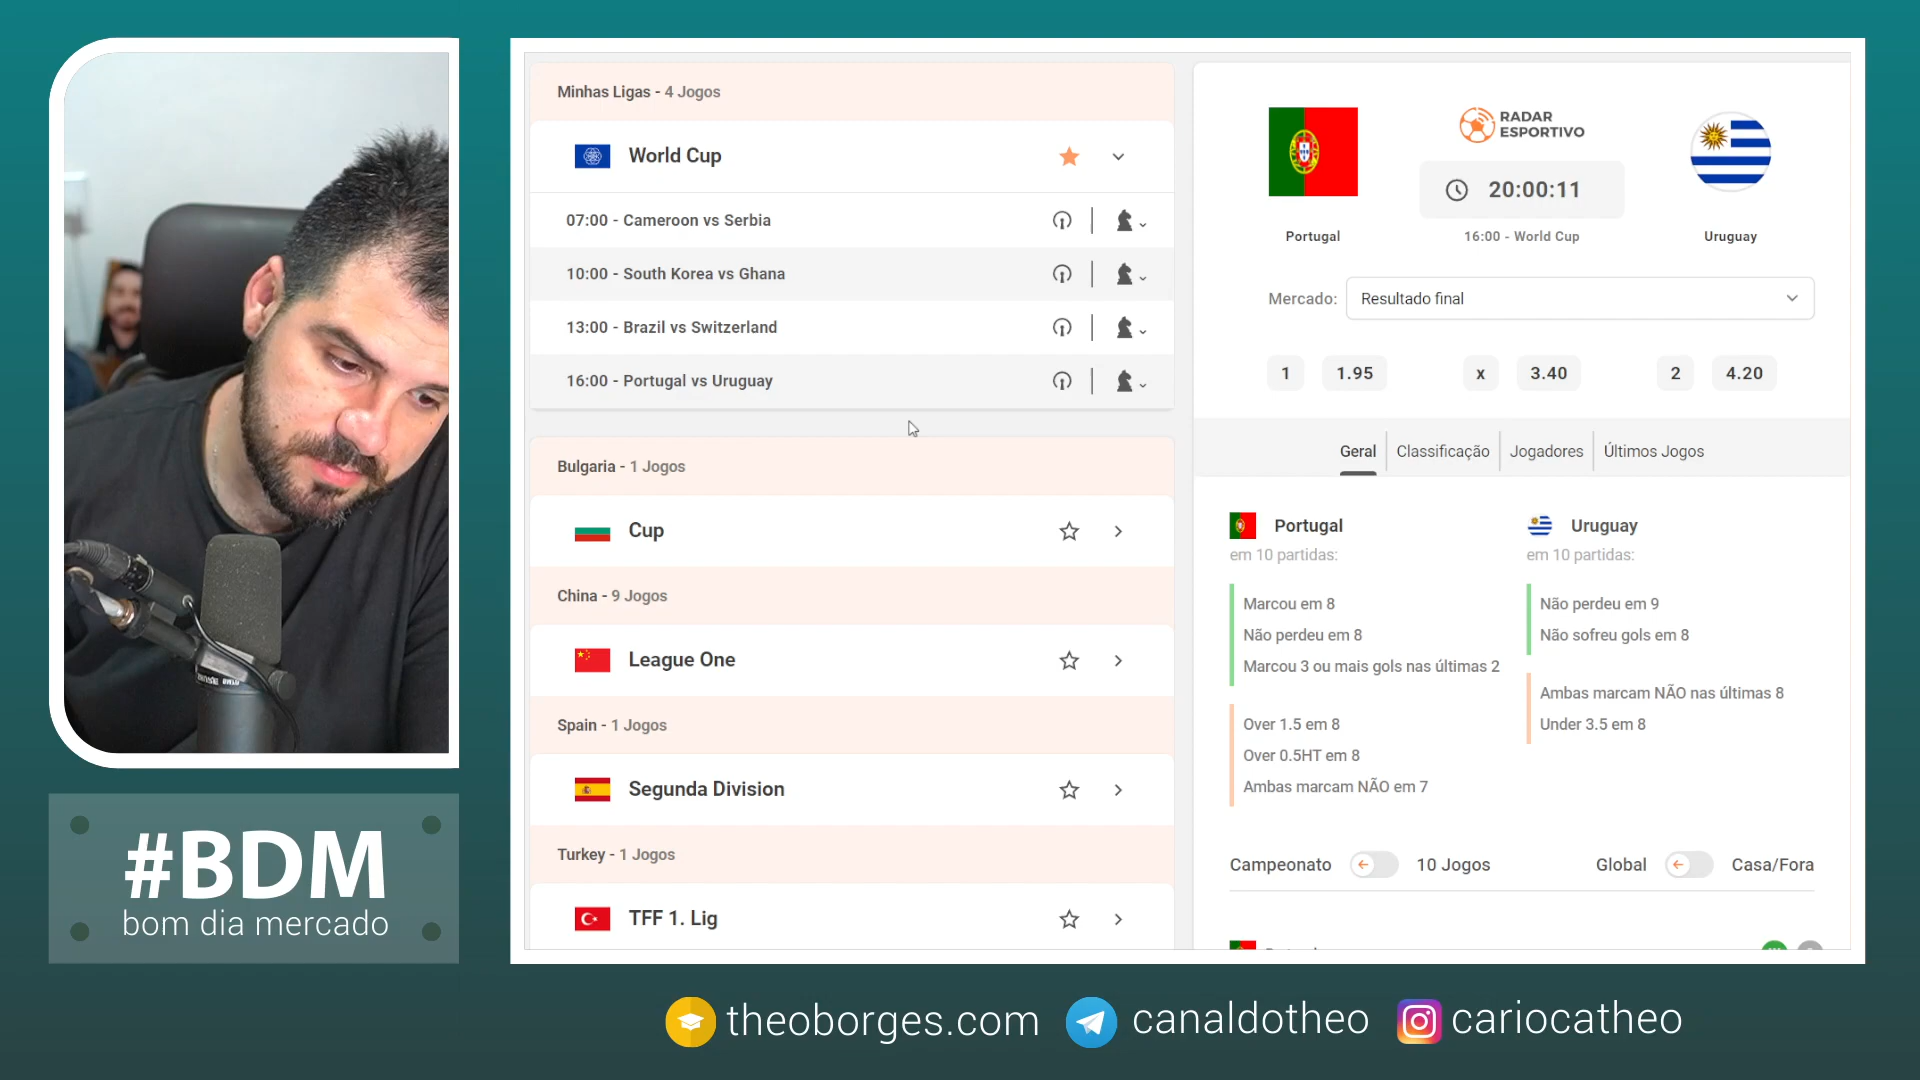 Minhas Ligas - 4 Jogos
World Cup
07:00 - Cameroon vs Serbia
10:00 - South Korea vs Ghana
13:00 - Brazil vs Switzerland
16:00 - Portugal vs Uruguay
Bulgaria - 1 Jogos
Cup
China - 9 Jogos
League One
Spain - 1 Jogos
Segunda Division
Turkey - 1 Jogos
TFF 1. Lig
RADAR
ESPORTIVO
20:00:11
Portugal
16:00 - World Cup
Uruguay
Mercado: Resultado final
1 1.95 x 3.40 2 4.20
Geral Classificação Jogadores Últimos Jogos
Portugal
em 10 partidas:
Marcou em 8
Não perdeu em 8
Marcou 3 ou mais gols nas últimas 2
Over 1.5 em 8
Over 0.5HT em 8
Ambas marcam NÃO em 7
Uruguay
em 10 partidas:
Não perdeu em 9
Não sofreu gols em 8
Ambas marcam NÃO nas últimas 8
Under 3.5 em 8
Campeonato 10 Jogos Global Casa/Fora
#BDM
bom dia mercado
theoborges.com canaldotheo cariocatheo